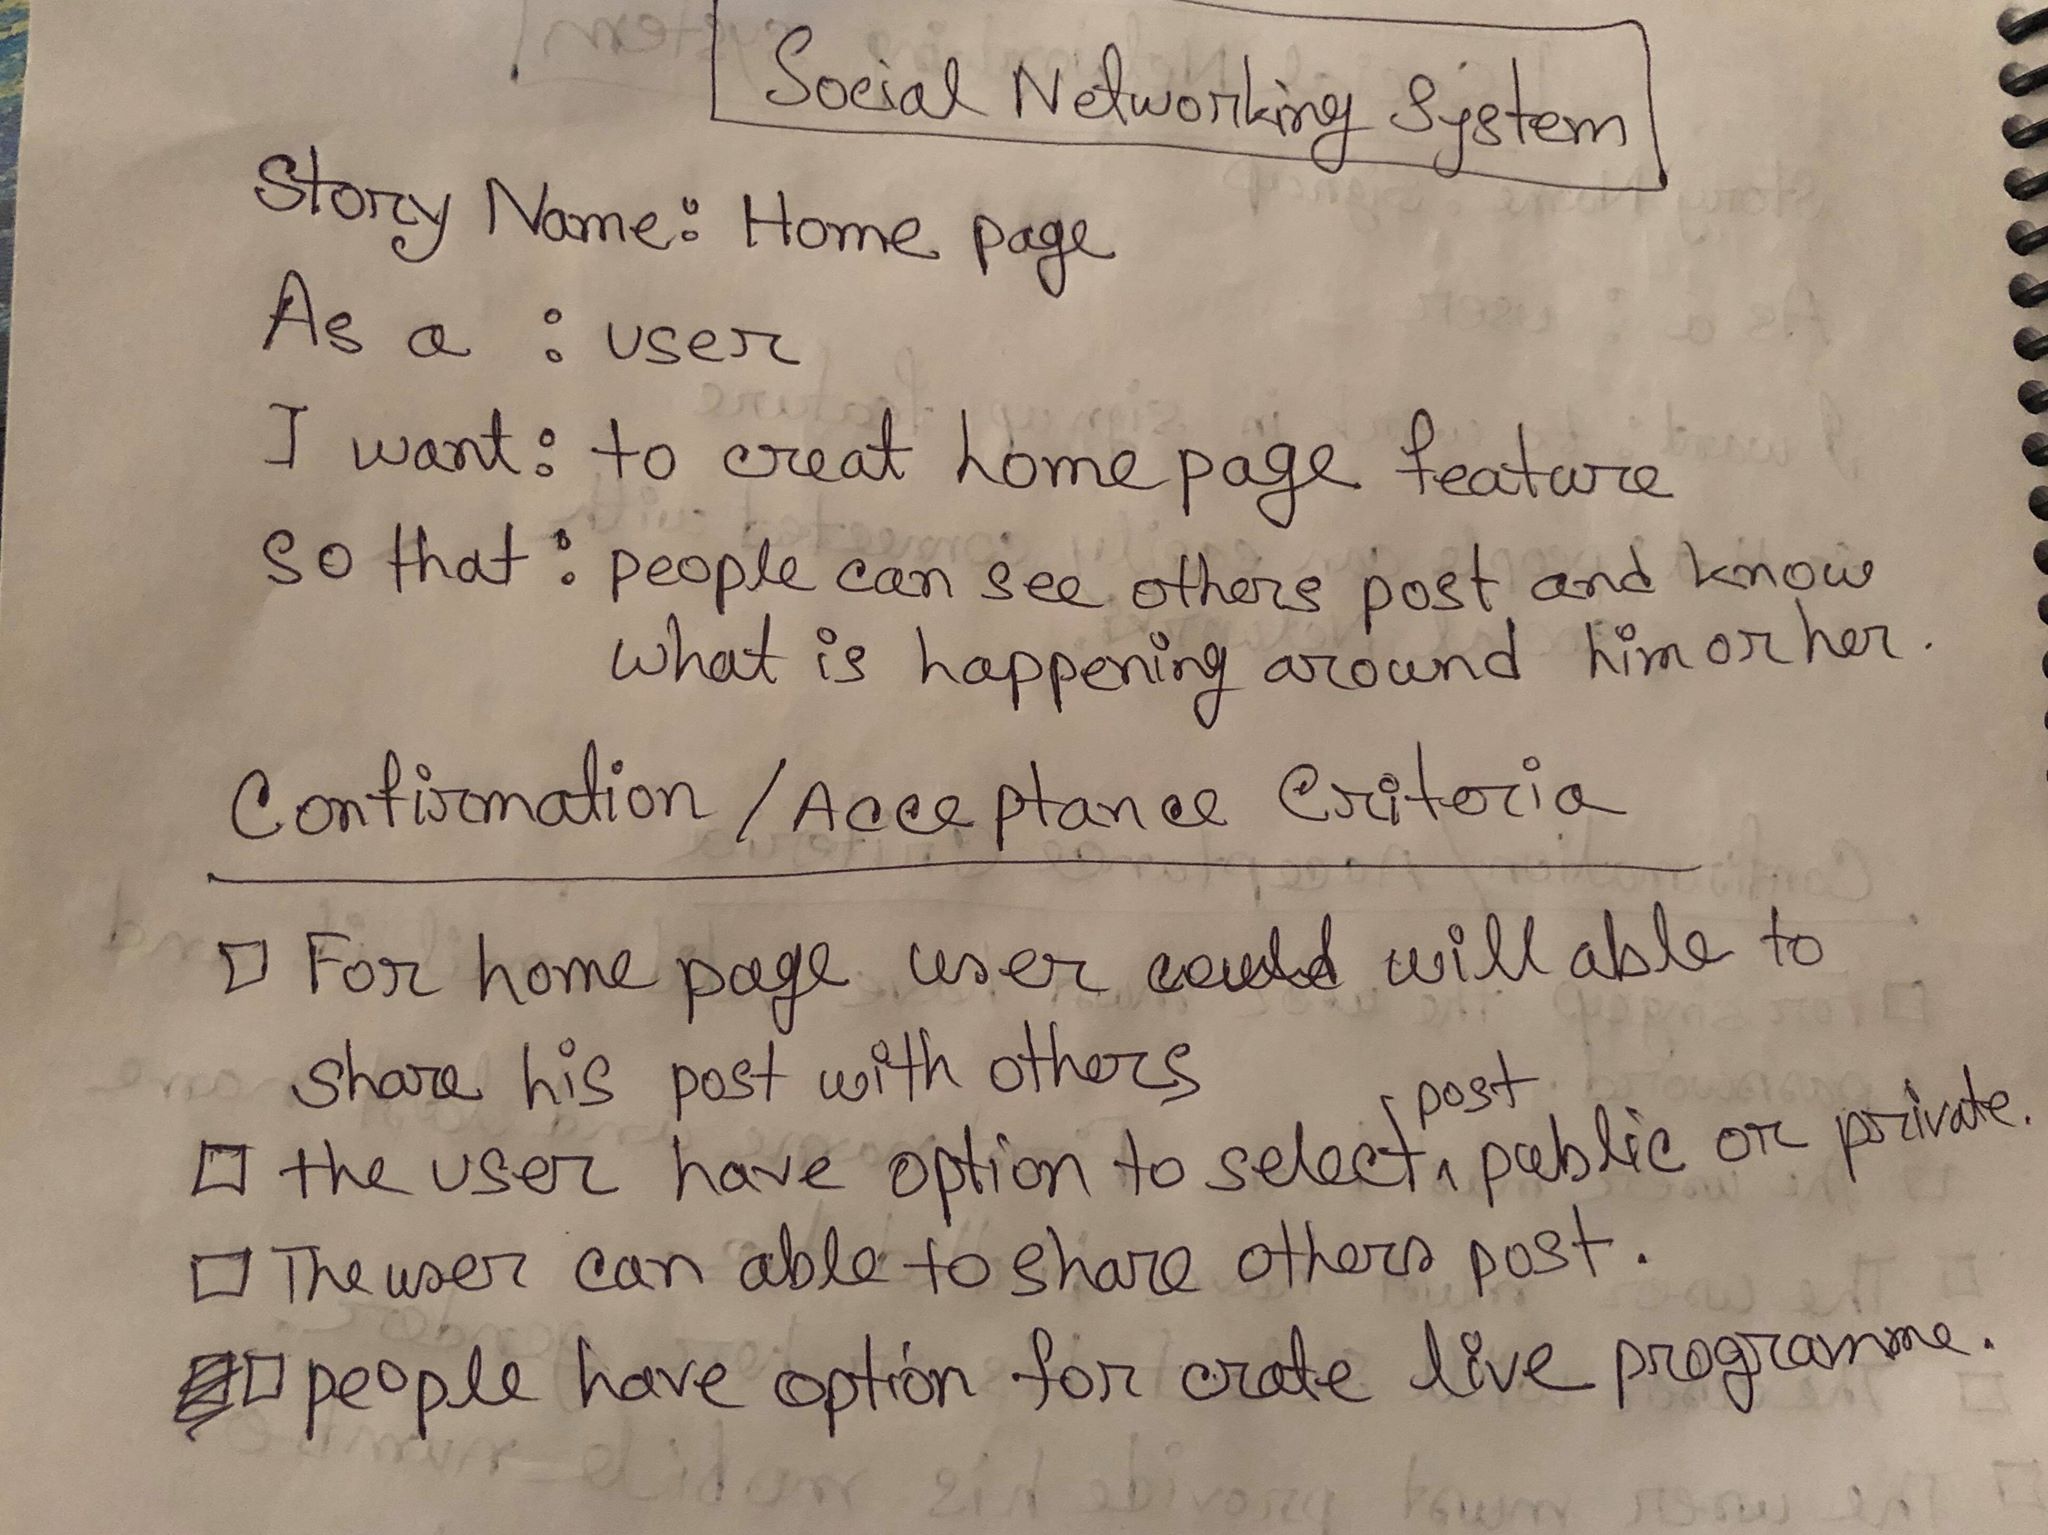 Social Networking System
Story Name: Home page
As a : user
I want: to creat home page feature
So that: people can see others post and know
what is happening around him or her.
Confirmation / Acceptance Criteria
For home page user could will able to
share his post with others
post
the user have option to select, public or private.
The user can able to share others post.
people have option for crate live programme.